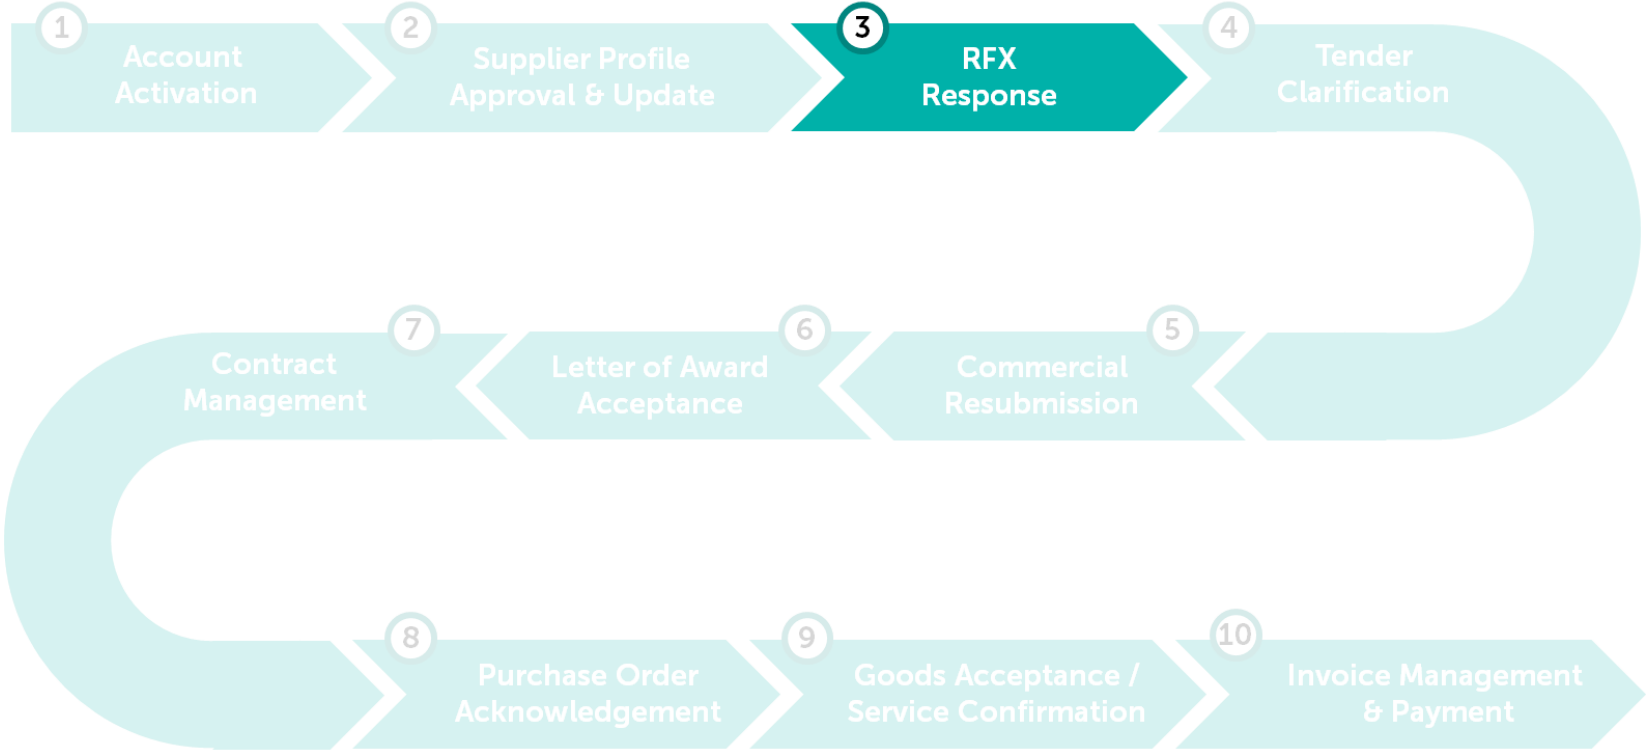 1
Account
Activation
2
Supplier Profile
Approval & Update
3
RFX
Response
4
Tender
Clarification
5
Commercial
Resubmission
6
Letter of Award
Acceptance
7
Contract
Management
8
Purchase Order
Acknowledgement
9
Goods Acceptance /
Service Confirmation
10
Invoice Management
& Payment